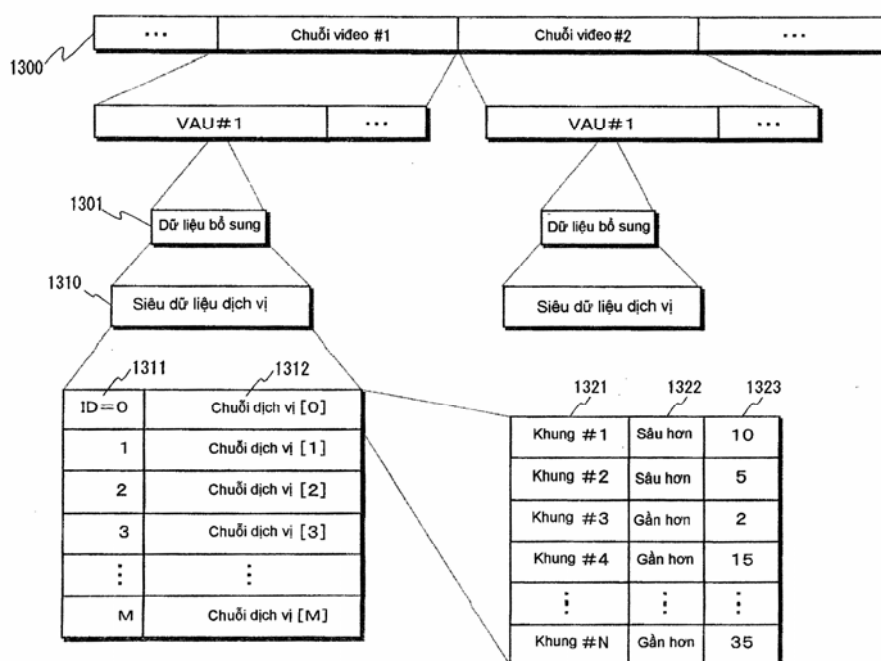 ... Chuỗi video #1 Chuỗi video #2 ...
1300
VAU#1 ... VAU#1 ...
1301
Dữ liệu bổ sung Dữ liệu bổ sung
1310
Siêu dữ liệu dịch vị Siêu dữ liệu dịch vị
1311 1312
ID=0 Chuỗi dịch vị [0]
1 Chuỗi dịch vị [1]
2 Chuỗi dịch vị [2]
3 Chuỗi dịch vị [3]
⋮ ⋮
M Chuỗi dịch vị [M]
1321 1322 1323
Khung #1 Sâu hơn 10
Khung #2 Sâu hơn 5
Khung #3 Gần hơn 2
Khung #4 Gần hơn 15
⋮ ⋮ ⋮
Khung #N Gần hơn 35